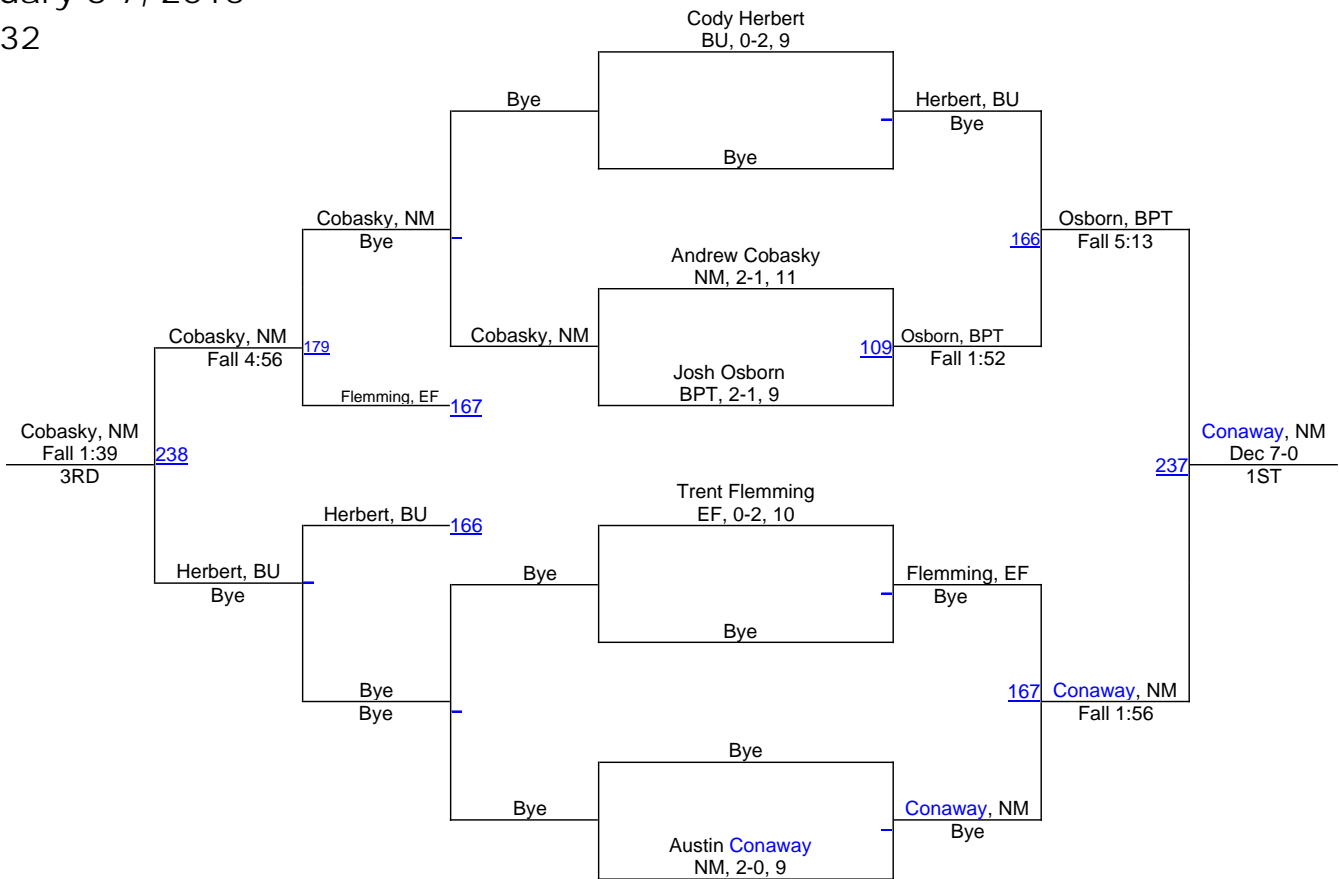 32
Cody Herbert
BU, 0-2, 9
Bye
Herbert, BU
Bye
Bye
Cobasky, NM
Bye
Osborn, BPT
166
Fall 5:13
Andrew Cobasky
NM, 2-1, 11
Cobasky, NM
Fall 4:56
179
Cobasky, NM
109
Osborn, BPT
Fall 1:52
Josh Osborn
BPT, 2-1, 9
Flemming, EF
167
Cobasky, NM
Fall 1:39
3RD
238
Conaway, NM
Dec 7-0
1ST
237
Trent Flemming
EF, 0-2, 10
Herbert, BU
166
Herbert, BU
Bye
Bye
Flemming, EF
Bye
Bye
Bye
Bye
167
Conaway, NM
Fall 1:56
Bye
Bye
Conaway, NM
Bye
Austin Conaway
NM, 2-0, 9